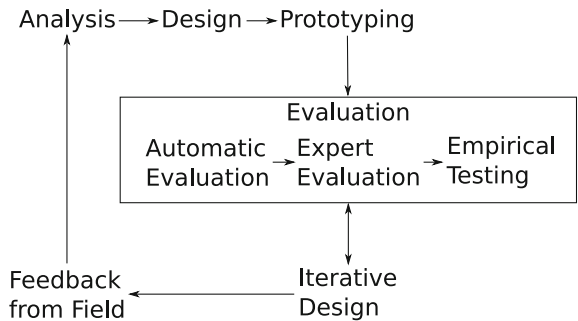 Analysis Design Prototyping
Evaluation
Automatic Expert Empirical
Evaluation Evaluation Testing
Feedback Iterative
from Field Design